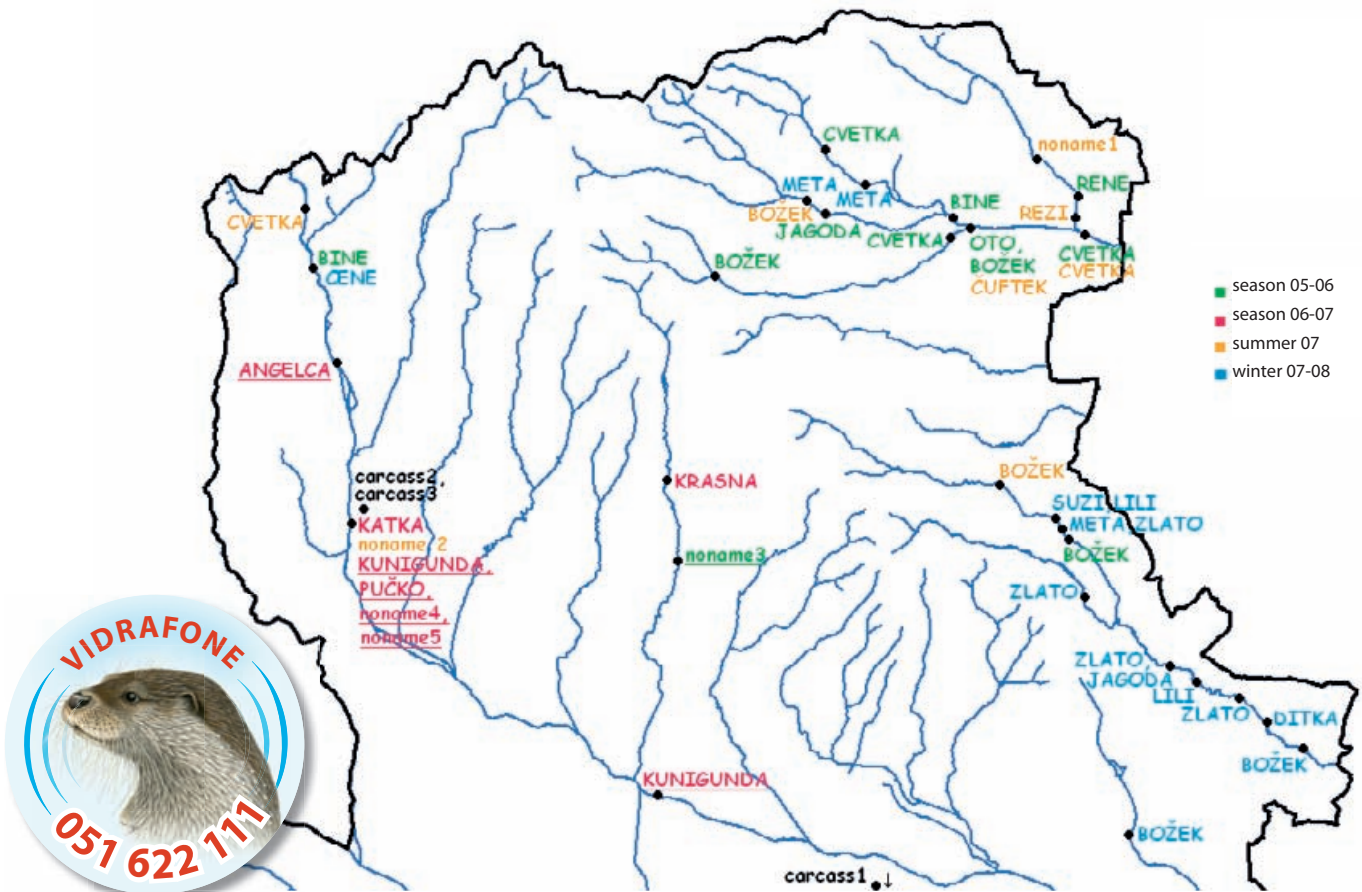 CVETKA
noname1
META
META
RENE
BOŽEK
BINE
REZI
CVETKA
JAGODA
CVETKA
OTO,
BOŽEK
ČUFTEK
CVETKA
CVETKA
BINE
CENE
BOŽEK
season 05-06
season 06-07
summer 07
winter 07-08
ANGELCA
BOŽEK
carcass2,
carcass3
KRASNA
SUZI, LILI
META, ZLATO
BOŽEK
KATKA
noname 2
KUNIGUNDA,
PUČKO,
noname4,
noname5
noname3
ZLATO
ZLATO,
JAGODA
LILI
ZLATO
DITKA
BOŽEK
KUNIGUNDA
BOŽEK
carcass1 ↓
VIDRAFONE
051 622 111